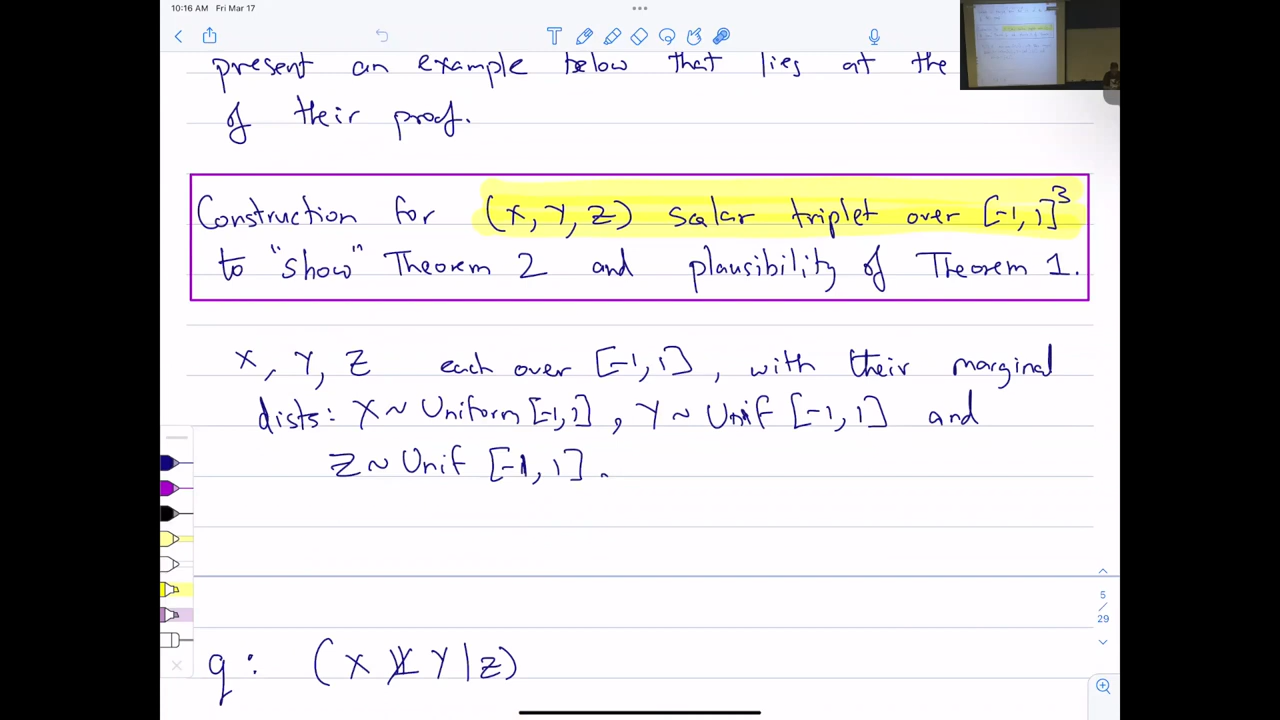 10:16 AM Fri Mar 17
present an example below that lies at the
of their proof.
Construction for (X, Y, Z) scalar triplet over [-1, 1]³
to "show" Theorem 2 and plausibility of Theorem 1.
X, Y, Z each over [-1, 1], with their marginal
dists: X ~ Uniform [-1, 1], Y ~ Unif [-1, 1] and
Z ~ Unif [-1, 1].
5
/
29
q: (X ⊥̸ Y | Z)